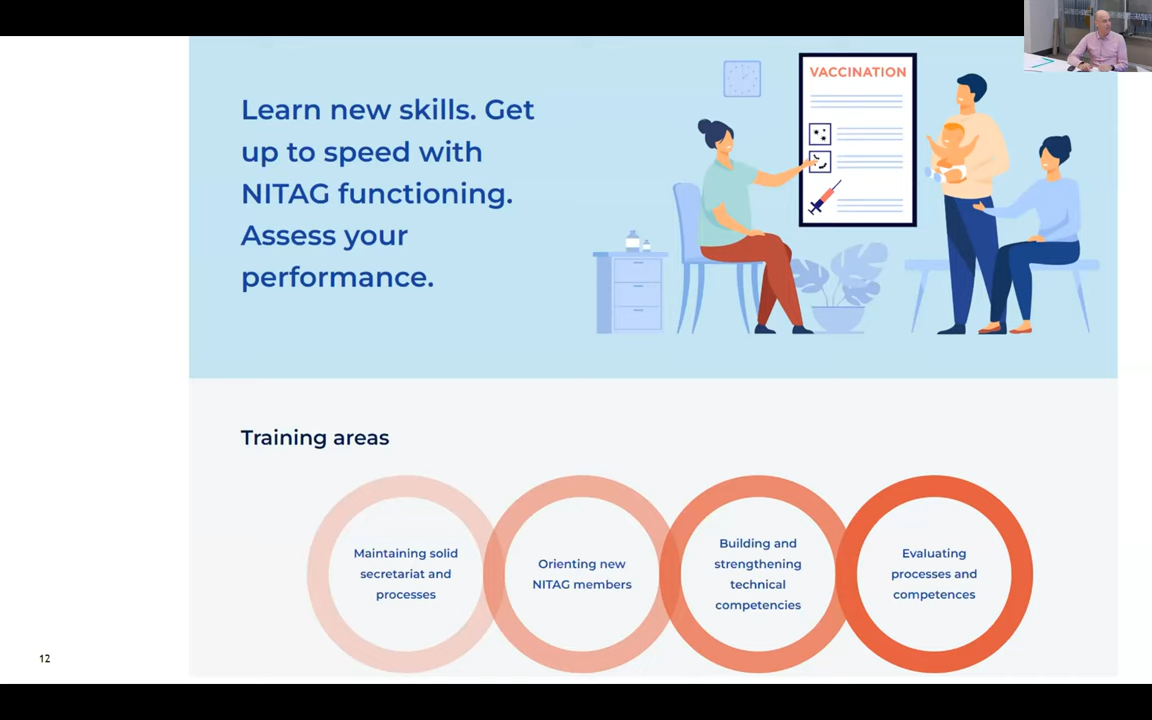 Learn new skills. Get
up to speed with
NITAG functioning.
Assess your
performance.
VACCINATION
Training areas
Maintaining solid
secretariat and
processes
Orienting new
NITAG members
Building and
strengthening
technical
competencies
Evaluating
processes and
competences
12